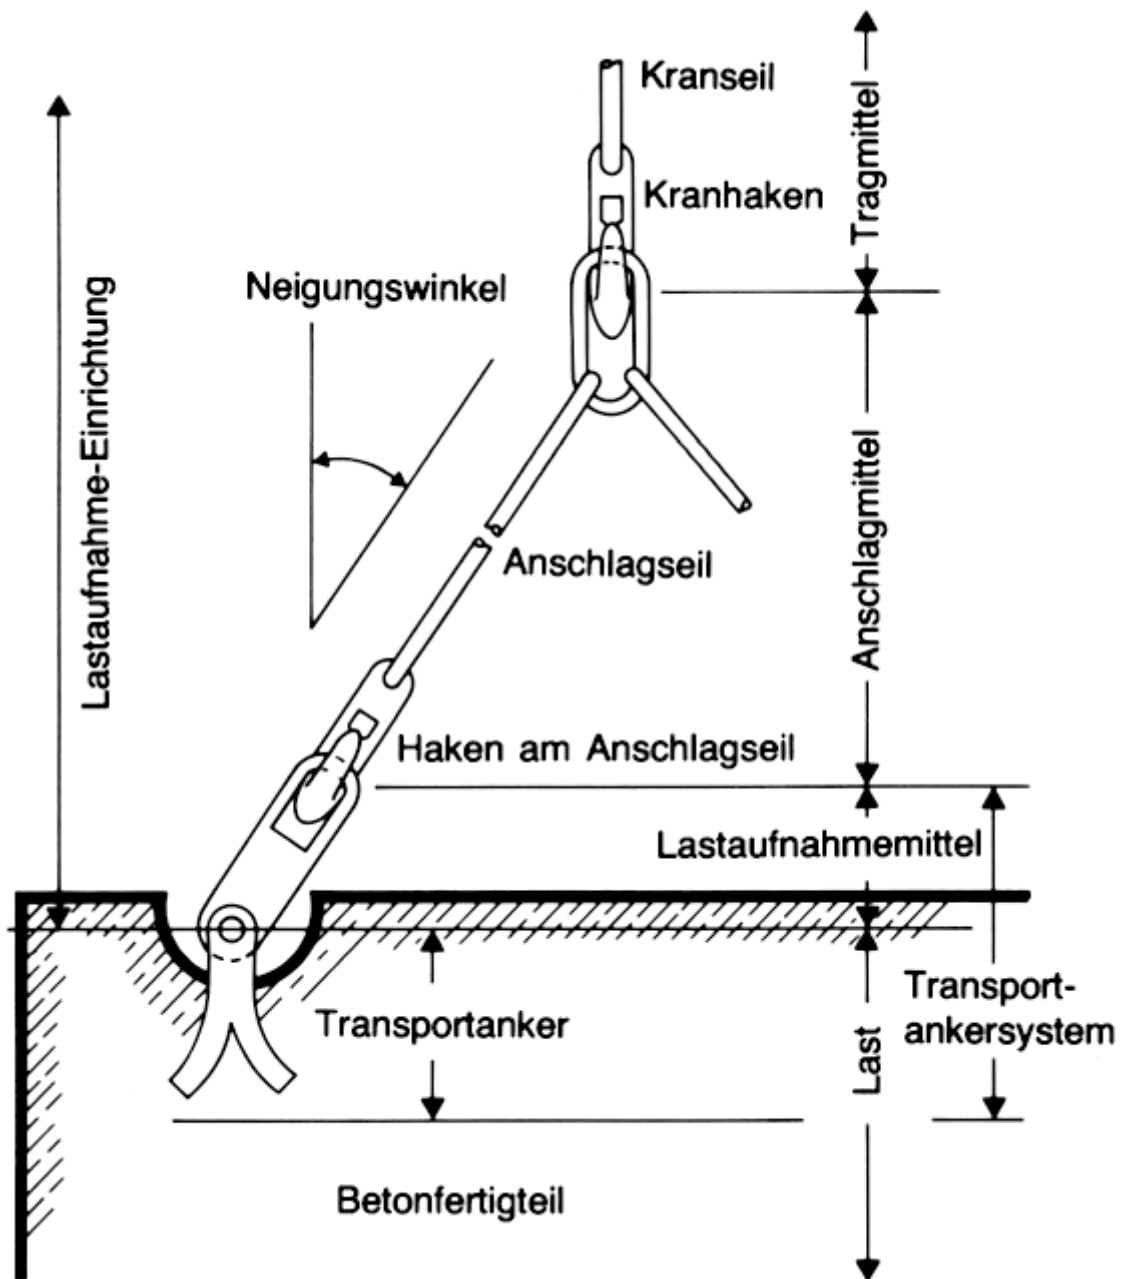 Kranseil
Kranhaken
Tragmittel
Neigungswinkel
Lastaufnahme-Einrichtung
Anschlagmittel
Anschlagseil
Haken am Anschlagseil
Lastaufnahmemittel
Transportanker
Transport-
ankersystem
Last
Betonfertigteil